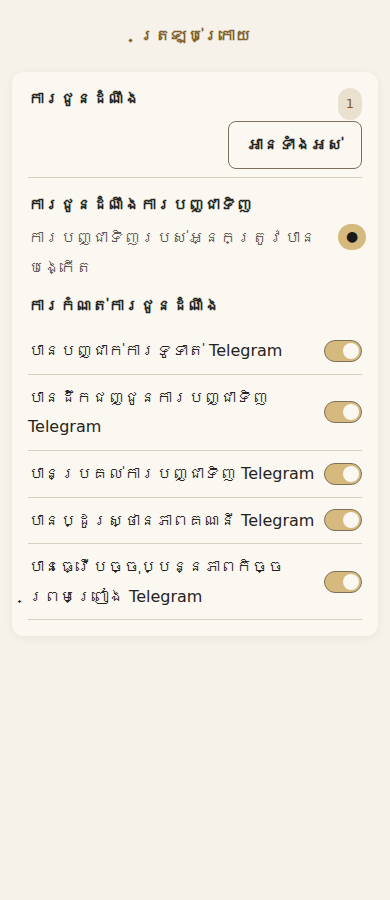 ត្រឡប់ក្រោយ
ការជូនដំណឹង
1
អានទាំងអស់
ការជូនដំណឹងការបញ្ជាទិញ
ការបញ្ជាទិញរបស់អ្នកត្រូវបាន
បង្កើត
ការកំណត់ការជូនដំណឹង
បានបញ្ជាក់ការទូទាត់ Telegram
បានដឹកជញ្ជូនការបញ្ជាទិញ
Telegram
បានប្រគល់ការបញ្ជាទិញ Telegram
បានប្ដូរស្ថានភាពគណនី Telegram
បានធ្វើបច្ចុប្បន្នភាពកិច្ច
ព្រមព្រៀង Telegram